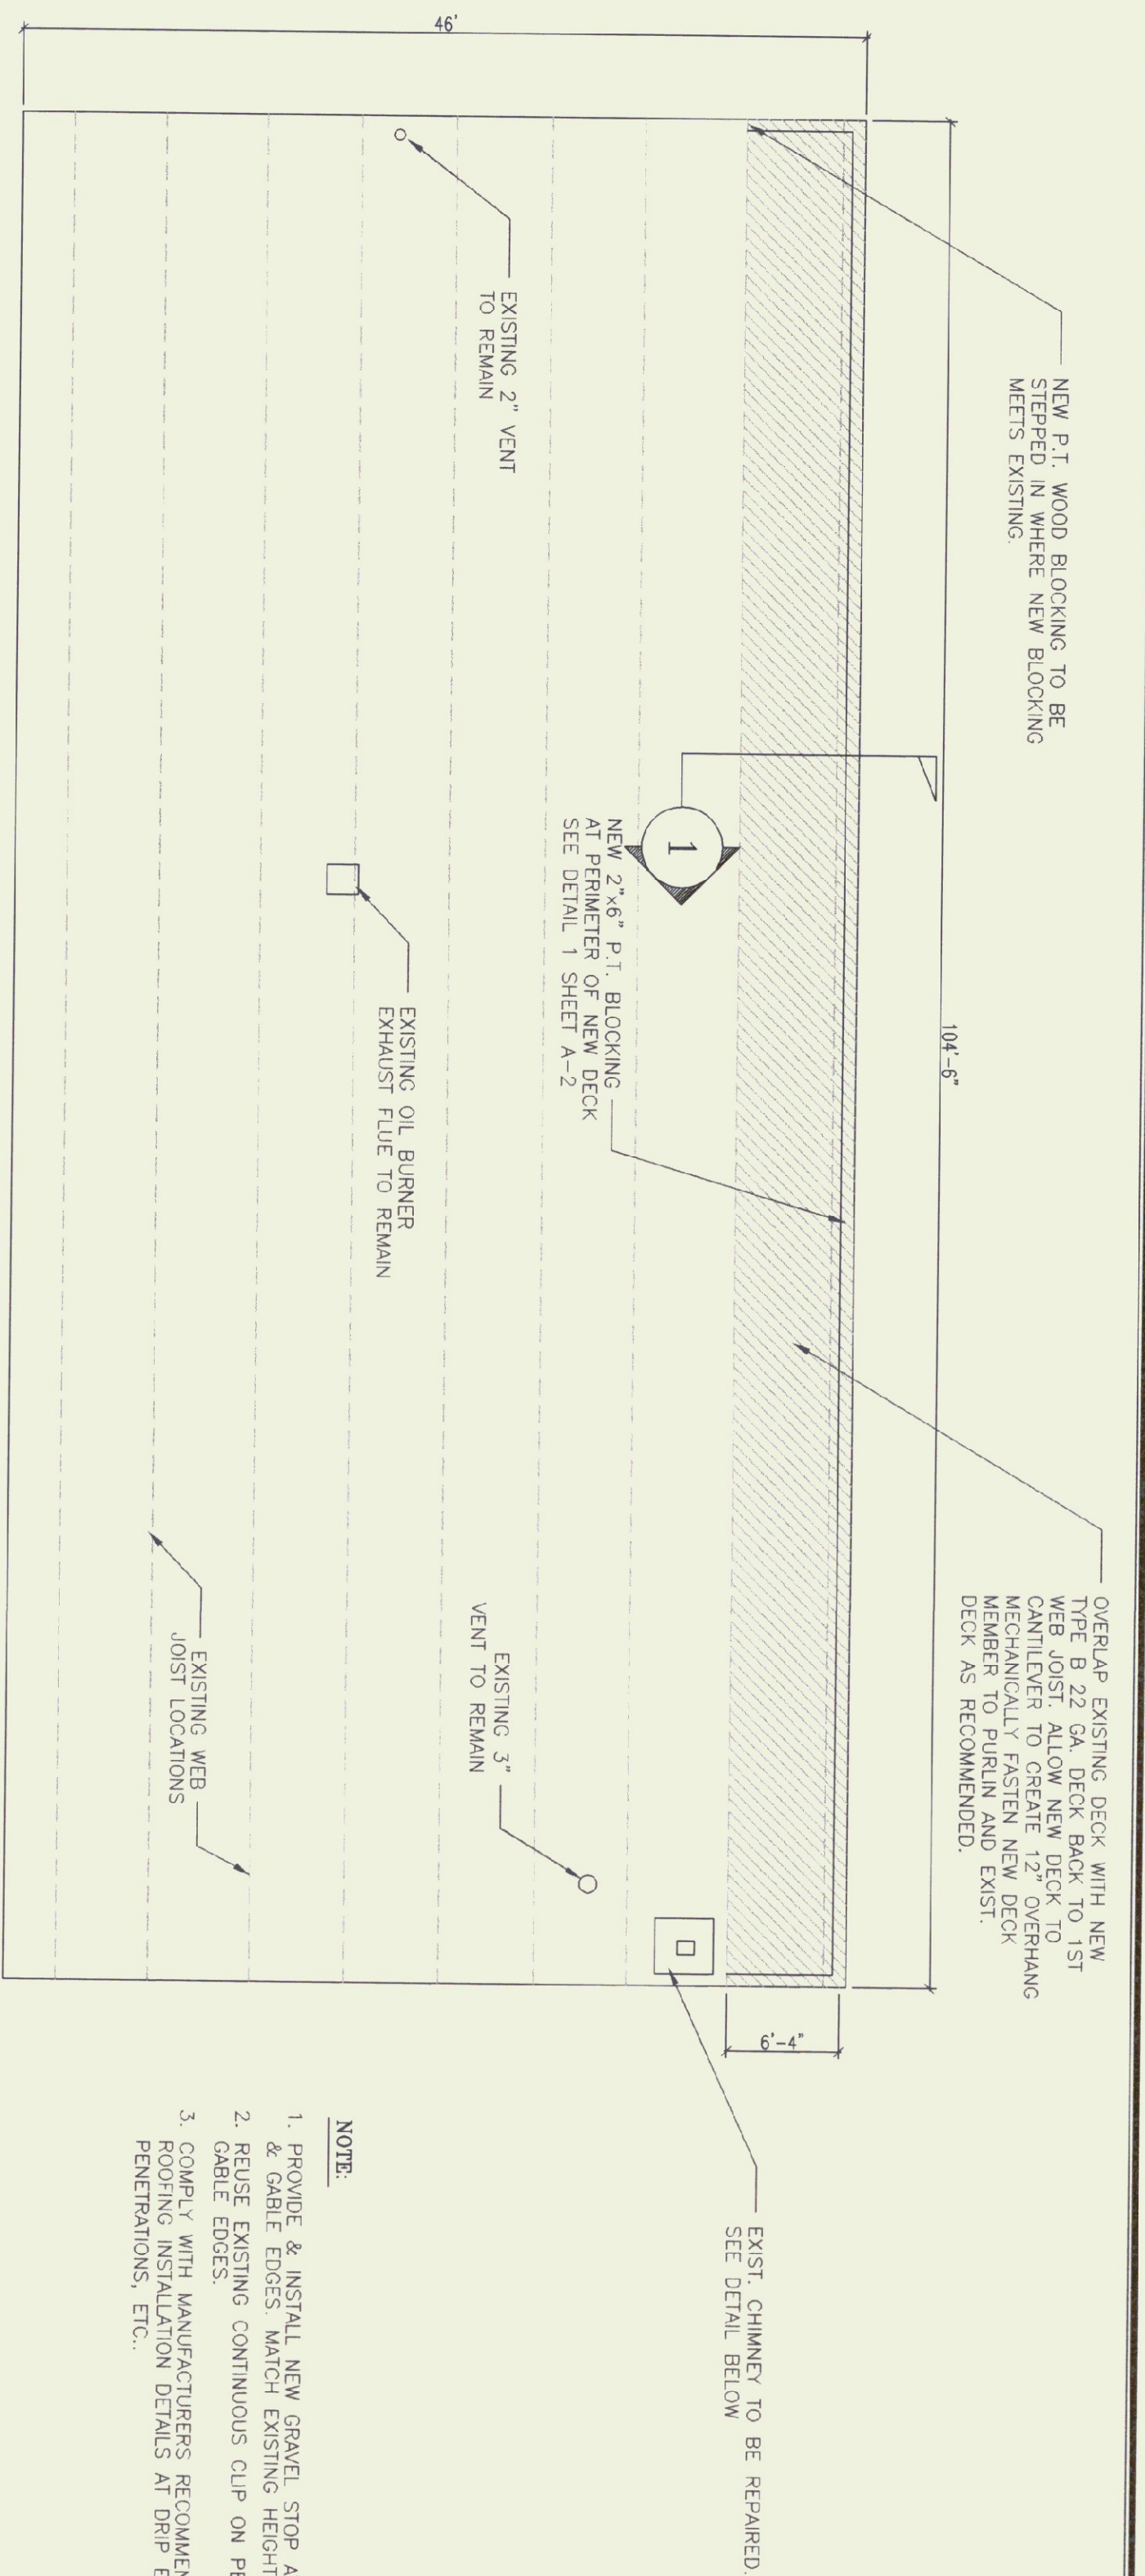 46'
NEW P.T. WOOD BLOCKING TO BE
STEPPED IN WHERE NEW BLOCKING
MEETS EXISTING.
104'-6"
OVERLAP EXISTING DECK WITH NEW
TYPE B 22 GA. DECK BACK TO 1ST
WEB JOIST. ALLOW NEW DECK TO
CANTILEVER TO CREATE 12" OVERHANG
MECHANICALLY FASTEN NEW DECK
MEMBER TO PURLIN AND EXIST.
DECK AS RECOMMENDED.
EXISTING 2" VENT
TO REMAIN
1
NEW 2"x6" P.T. BLOCKING
AT PERIMETER OF NEW DECK
SEE DETAIL 1 SHEET A-2
EXISTING OIL BURNER
EXHAUST FLUE TO REMAIN
EXISTING 3"
VENT TO REMAIN
EXISTING WEB
JOIST LOCATIONS
6'-4"
EXIST. CHIMNEY TO BE REPAIRED.
SEE DETAIL BELOW
NOTE:
1. PROVIDE & INSTALL NEW GRAVEL STOP A
& GABLE EDGES. MATCH EXISTING HEIGHT
2. REUSE EXISTING CONTINUOUS CLIP ON PE
GABLE EDGES.
3. COMPLY WITH MANUFACTURERS RECOMMEN
ROOFING INSTALLATION DETAILS AT DRIP E
PENETRATIONS, ETC..